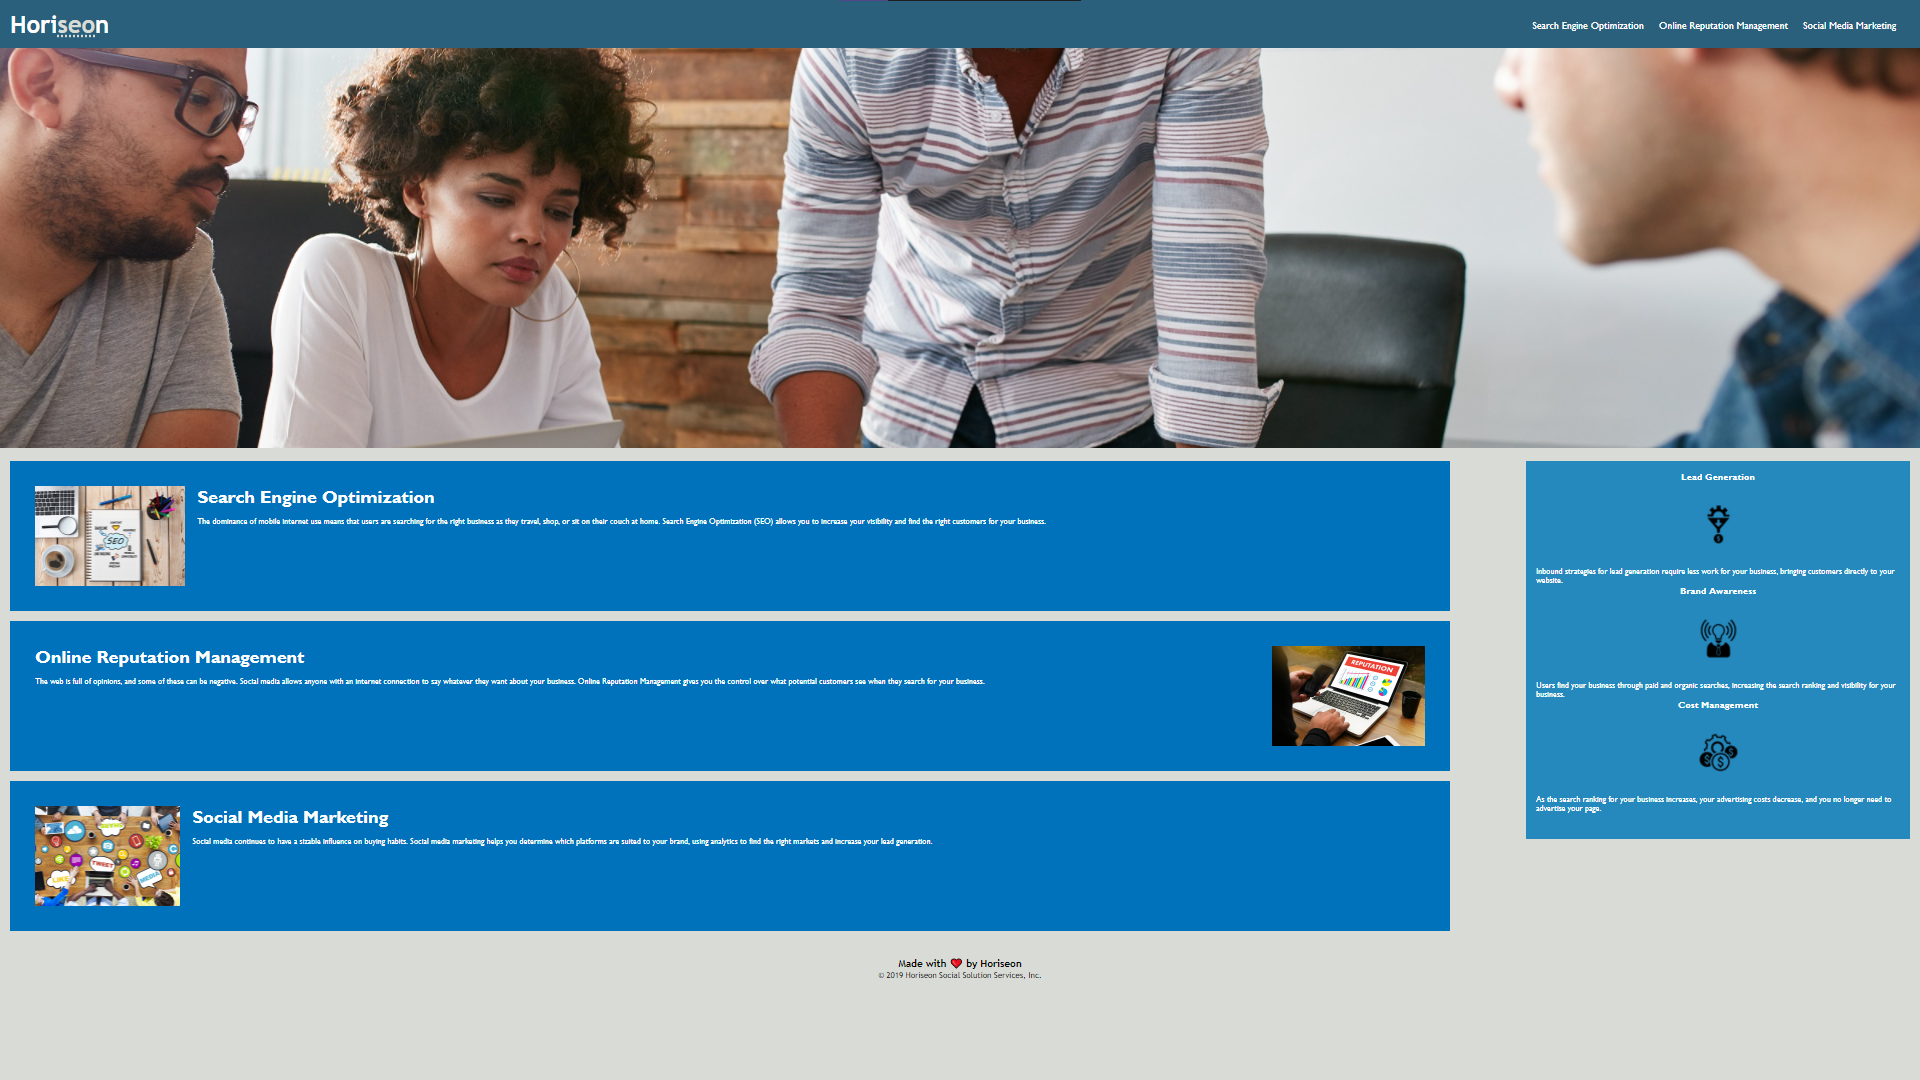 Horiseon
Search Engine Optimization
Online Reputation Management
Social Media Marketing
Search Engine Optimization
The dominance of mobile internet use means that users are searching for the right business as they travel, shop, or sit on their couch at home. Search Engine Optimization (SEO) allows you to increase your visibility and find the right customers for your business.
SEO
Online Reputation Management
The web is full of opinions, and some of these can be negative. Social media allows anyone with an internet connection to say whatever they want about your business. Online Reputation Management gives you the control over what potential customers see when they search for your business.
REPUTATION
Social Media Marketing
Social media continues to have a sizable influence on buying habits. Social media marketing helps you determine which platforms are suited to your brand, using analytics to find the right markets and increase your lead generation.
TWEET
LIKE
MEDIA
Lead Generation
Inbound strategies for lead generation require less work for your business, bringing customers directly to your
website.
Brand Awareness
Users find your business through paid and organic searches, increasing the search ranking and visibility for your
business.
Cost Management
As the search ranking for your business increases, your advertising costs decrease, and you no longer need to
advertise your page.
Made with ❤️ by Horiseon
© 2019 Horiseon Social Solution Services, Inc.